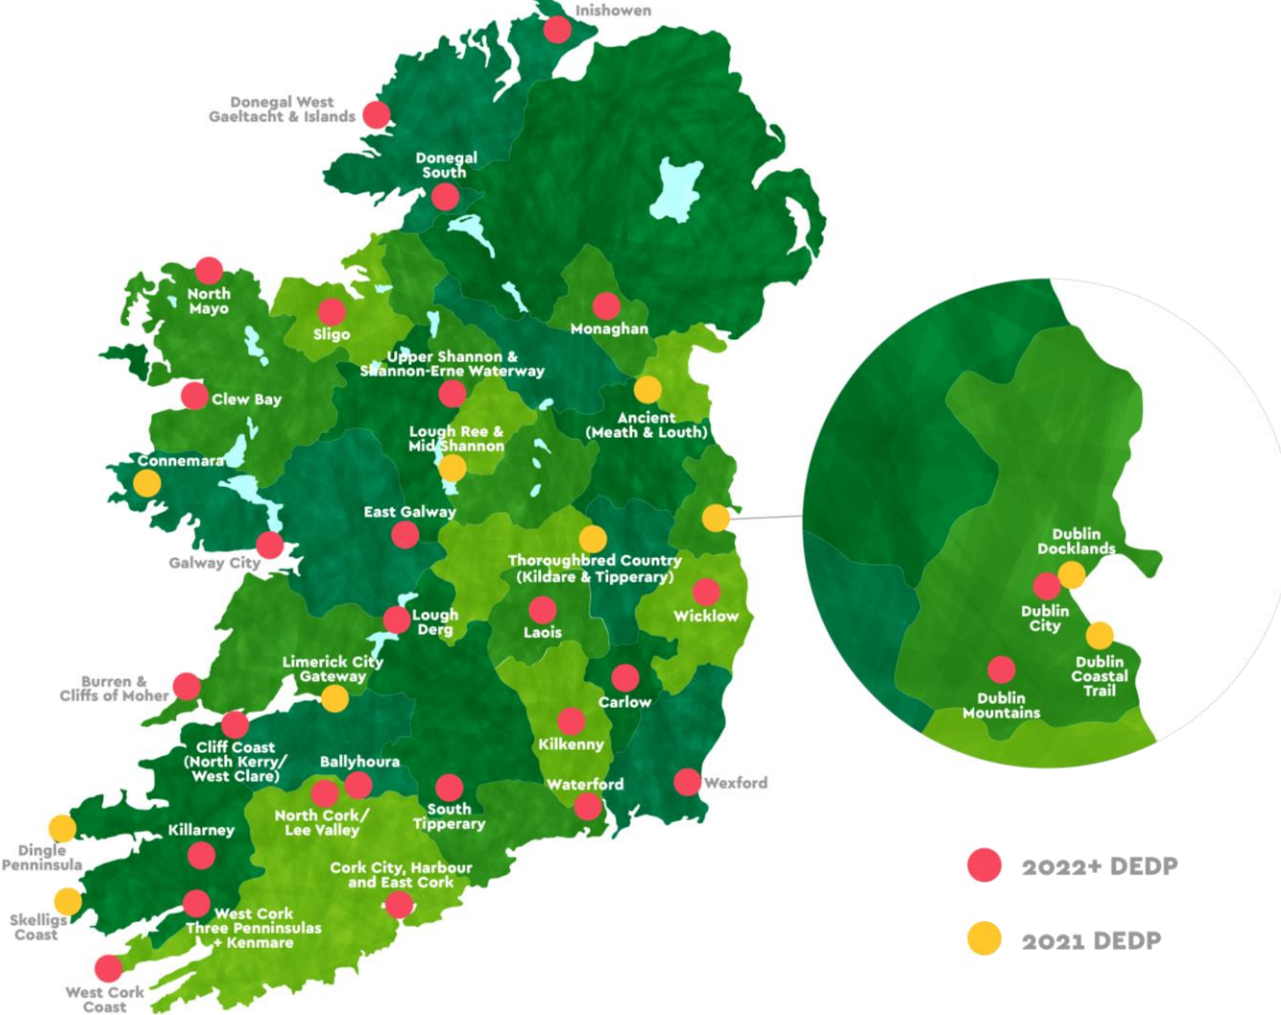 Inishowen
Donegal West
Gaeltacht & Islands
Donegal
South
North
Mayo
Sligo
Monaghan
Upper Shannon &
Shannon-Erne Waterway
Clew Bay
Ancient
(Meath & Louth)
Lough Ree &
Mid Shannon
Connemara
East Galway
Galway City
Thoroughbred Country
(Kildare & Tipperary)
Lough
Derg
Laois
Wicklow
Limerick City
Gateway
Burren &
Cliffs of Moher
Carlow
Cliff Coast
(North Kerry/
West Clare)
Kilkenny
Ballyhoura
Waterford
Wexford
North Cork/
Lee Valley
South
Tipperary
Killarney
Dingle
Penninsula
Cork City, Harbour
and East Cork
Skelligs
Coast
West Cork
Three Penninsulas
+ Kenmare
West Cork
Coast
Dublin
Docklands
Dublin
City
Dublin
Coastal
Trail
Dublin
Mountains
2022+ DEDP
2021 DEDP